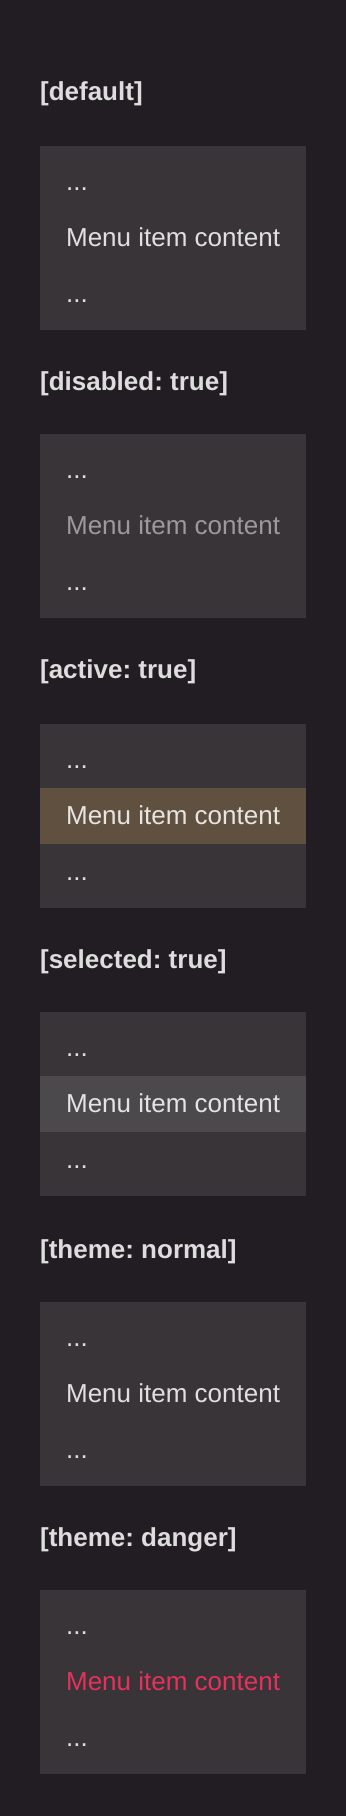 [default]
...
Menu item content
...
[disabled: true]
...
Menu item content
...
[active: true]
...
Menu item content
...
[selected: true]
...
Menu item content
...
[theme: normal]
...
Menu item content
...
[theme: danger]
...
Menu item content
...